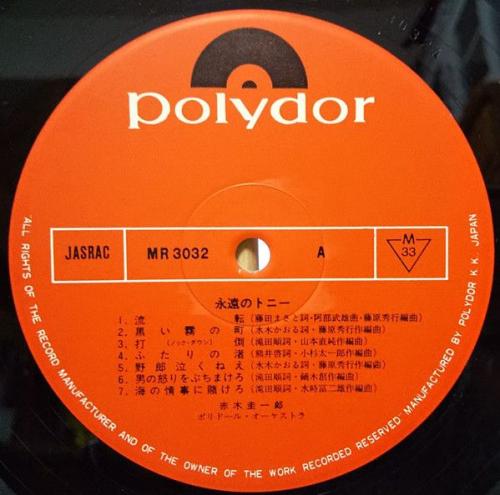 polydor
JASRAC MR 3032 A M 33
永遠のトニー
1. 流転(藤田まさと詞・阿部武雄曲・藤原秀行編曲)
2. 黒い霧の町(水木かおる詞・藤原秀行作編曲)
3. 打(ノック・ダウン)倒(滝田順詞・山本直純作編曲)
4. ふたりの渚(熊井啓詞・小杉太一郎作編曲)
5. 野郎泣くねえ(水木かおる詞・藤原秀行作編曲)
6. 男の怒りをぶちまけろ(滝田順詞・鏑木創作編曲)
7. 海の情事に賭けろ(滝田順詞・水時富二雄作編曲)
赤木圭一郎
ポリドール・オーケストラ
"ALL RIGHTS OF THE RECORD MANUFACTURER AND OF THE OWNER OF THE WORK RECORDED RESERVED" MANUFACTURED BY POLYDOR K.K. JAPAN